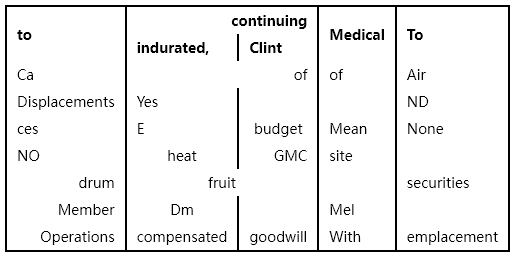 to continuing Medical To
indurated, Clint
Ca of of Air
Displacements Yes ND
ces E budget Mean None
NO heat GMC site
drum fruit securities
Member Dm Mel
Operations compensated goodwill With emplacement